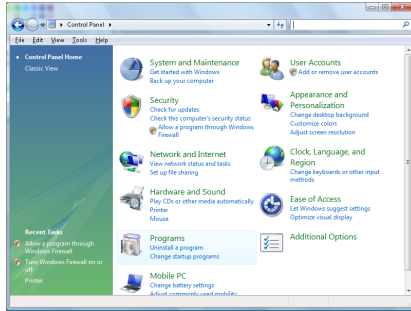 Control Panel
File Edit View Tools Help
Control Panel Home
Classic View
System and Maintenance
Get started with Windows
Back up your computer
Security
Check for updates
Check this computer's security status
Allow a program through Windows
Firewall
Network and Internet
View network status and tasks
Set up file sharing
Hardware and Sound
Play CDs or other media automatically
Printer
Mouse
Programs
Uninstall a program
Change startup programs
Mobile PC
Change battery settings
Adjust commonly used mobility
User Accounts
Add or remove user accounts
Appearance and
Personalization
Change desktop background
Customize colors
Adjust screen resolution
Clock, Language, and
Region
Change keyboards or other input
methods
Ease of Access
Let Windows suggest settings
Optimize visual display
Additional Options
Recent Tasks
Allow a program through
Windows Firewall
Turn Windows Firewall on or
off
Printer